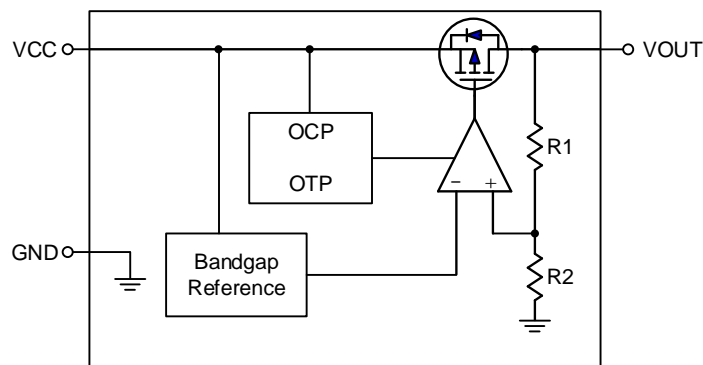 VCC
VOUT
OCP
OTP
R1
- +
GND
Bandgap
Reference
R2